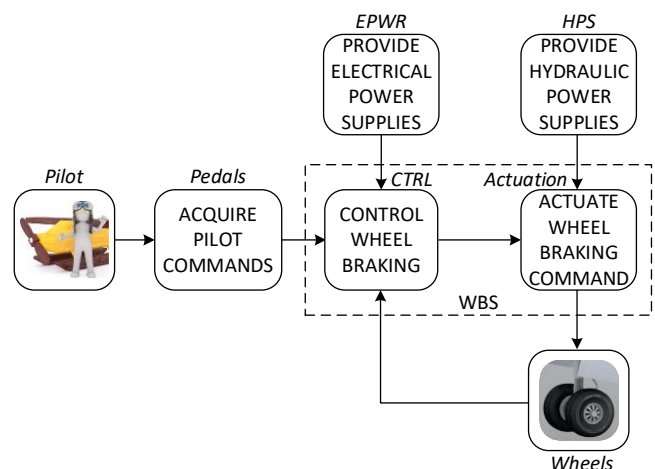 EPWR
PROVIDE
ELECTRICAL
POWER
SUPPLIES
HPS
PROVIDE
HYDRAULIC
POWER
SUPPLIES
Pilot
Pedals
ACQUIRE
PILOT
COMMANDS
CTRL
CONTROL
WHEEL
BRAKING
Actuation
ACTUATE
WHEEL
BRAKING
COMMAND
WBS
Wheels